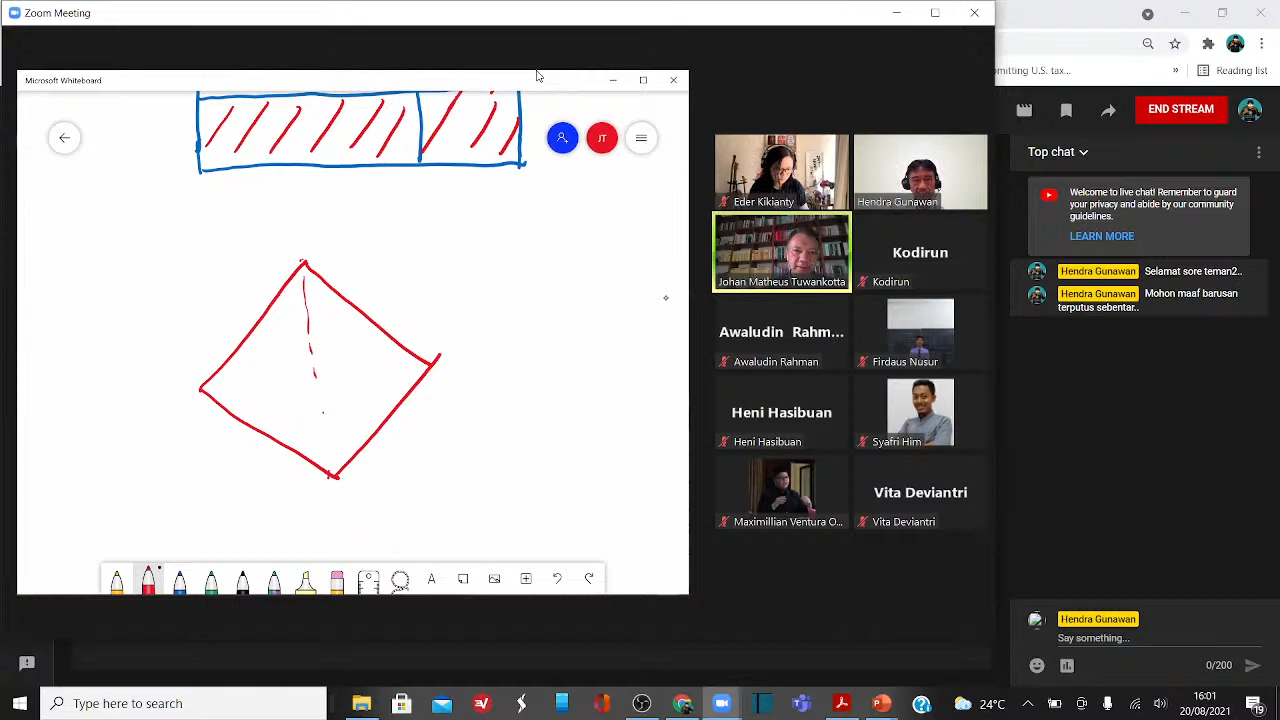 Zoom Meeting
mitting U.S. tax...
»
Reading list
Microsoft Whiteboard
END STREAM
JT
Top chat
Welcome to live chat! Remember to guard
your privacy and abide by our community
guidelines.
LEARN MORE
Hendra Gunawan Selamat sore teman2..
Hendra Gunawan Mohon maaf barusan
terputus sebentar..
Eder Kikianty
Hendra Gunawan
Johan Matheus Tuwankotta
Kodirun
Kodirun
Awaludin Rahm...
Awaludin Rahman
Firdaus Nusur
Heni Hasibuan
Heni Hasibuan
Syafri Him
Maximillian Ventura O...
Vita Deviantri
Vita Deviantri
A
Hendra Gunawan
Say something...
0/200
Type here to search
24°C
16:01
20/08/2021